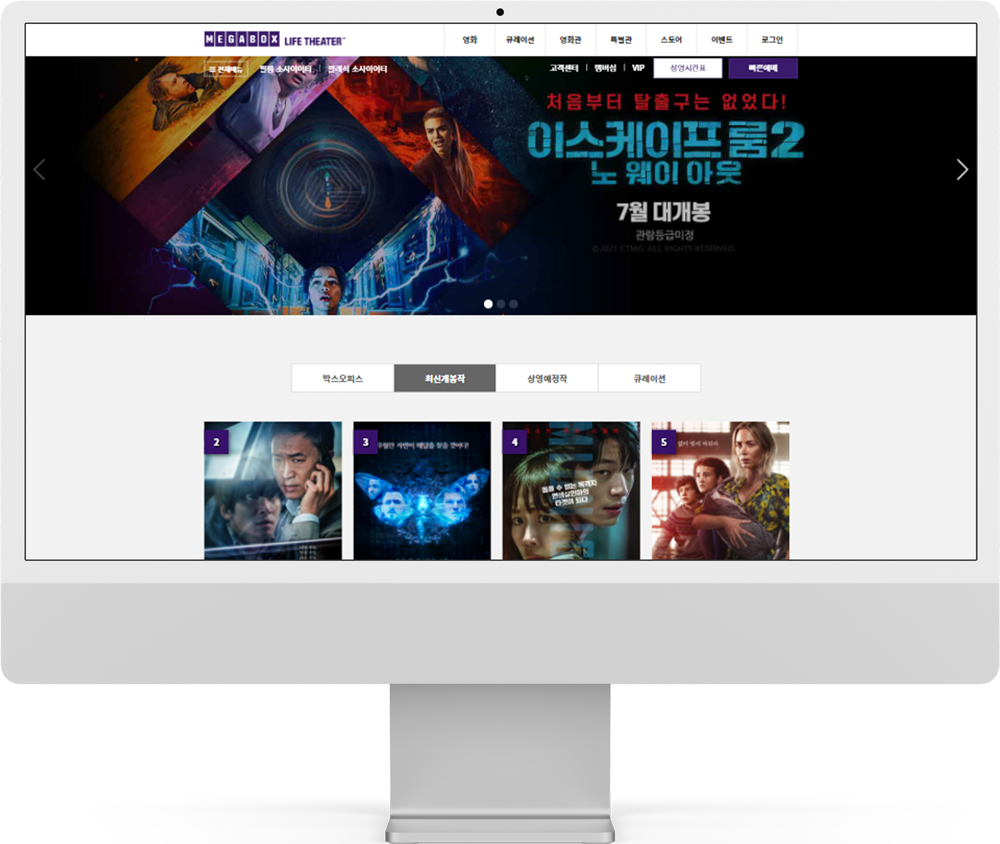 MEGABOX LIFE THEATER™
영화 큐레이션 영화관 특별관 스토어 이벤트 로그인
전체메뉴 필름 소사이어티 클래식 소사이어티
고객센터 | 멤버십 | VIP 상영시간표 빠른예매
처음부터 탈출구는 없었다!
이스케이프 룸2
노 웨이 아웃
7월 대개봉
관람등급미정
©2021 CTMG. ALL RIGHTS RESERVED.
박스오피스 최신개봉작 상영예정작 큐레이션
2
3
4
5